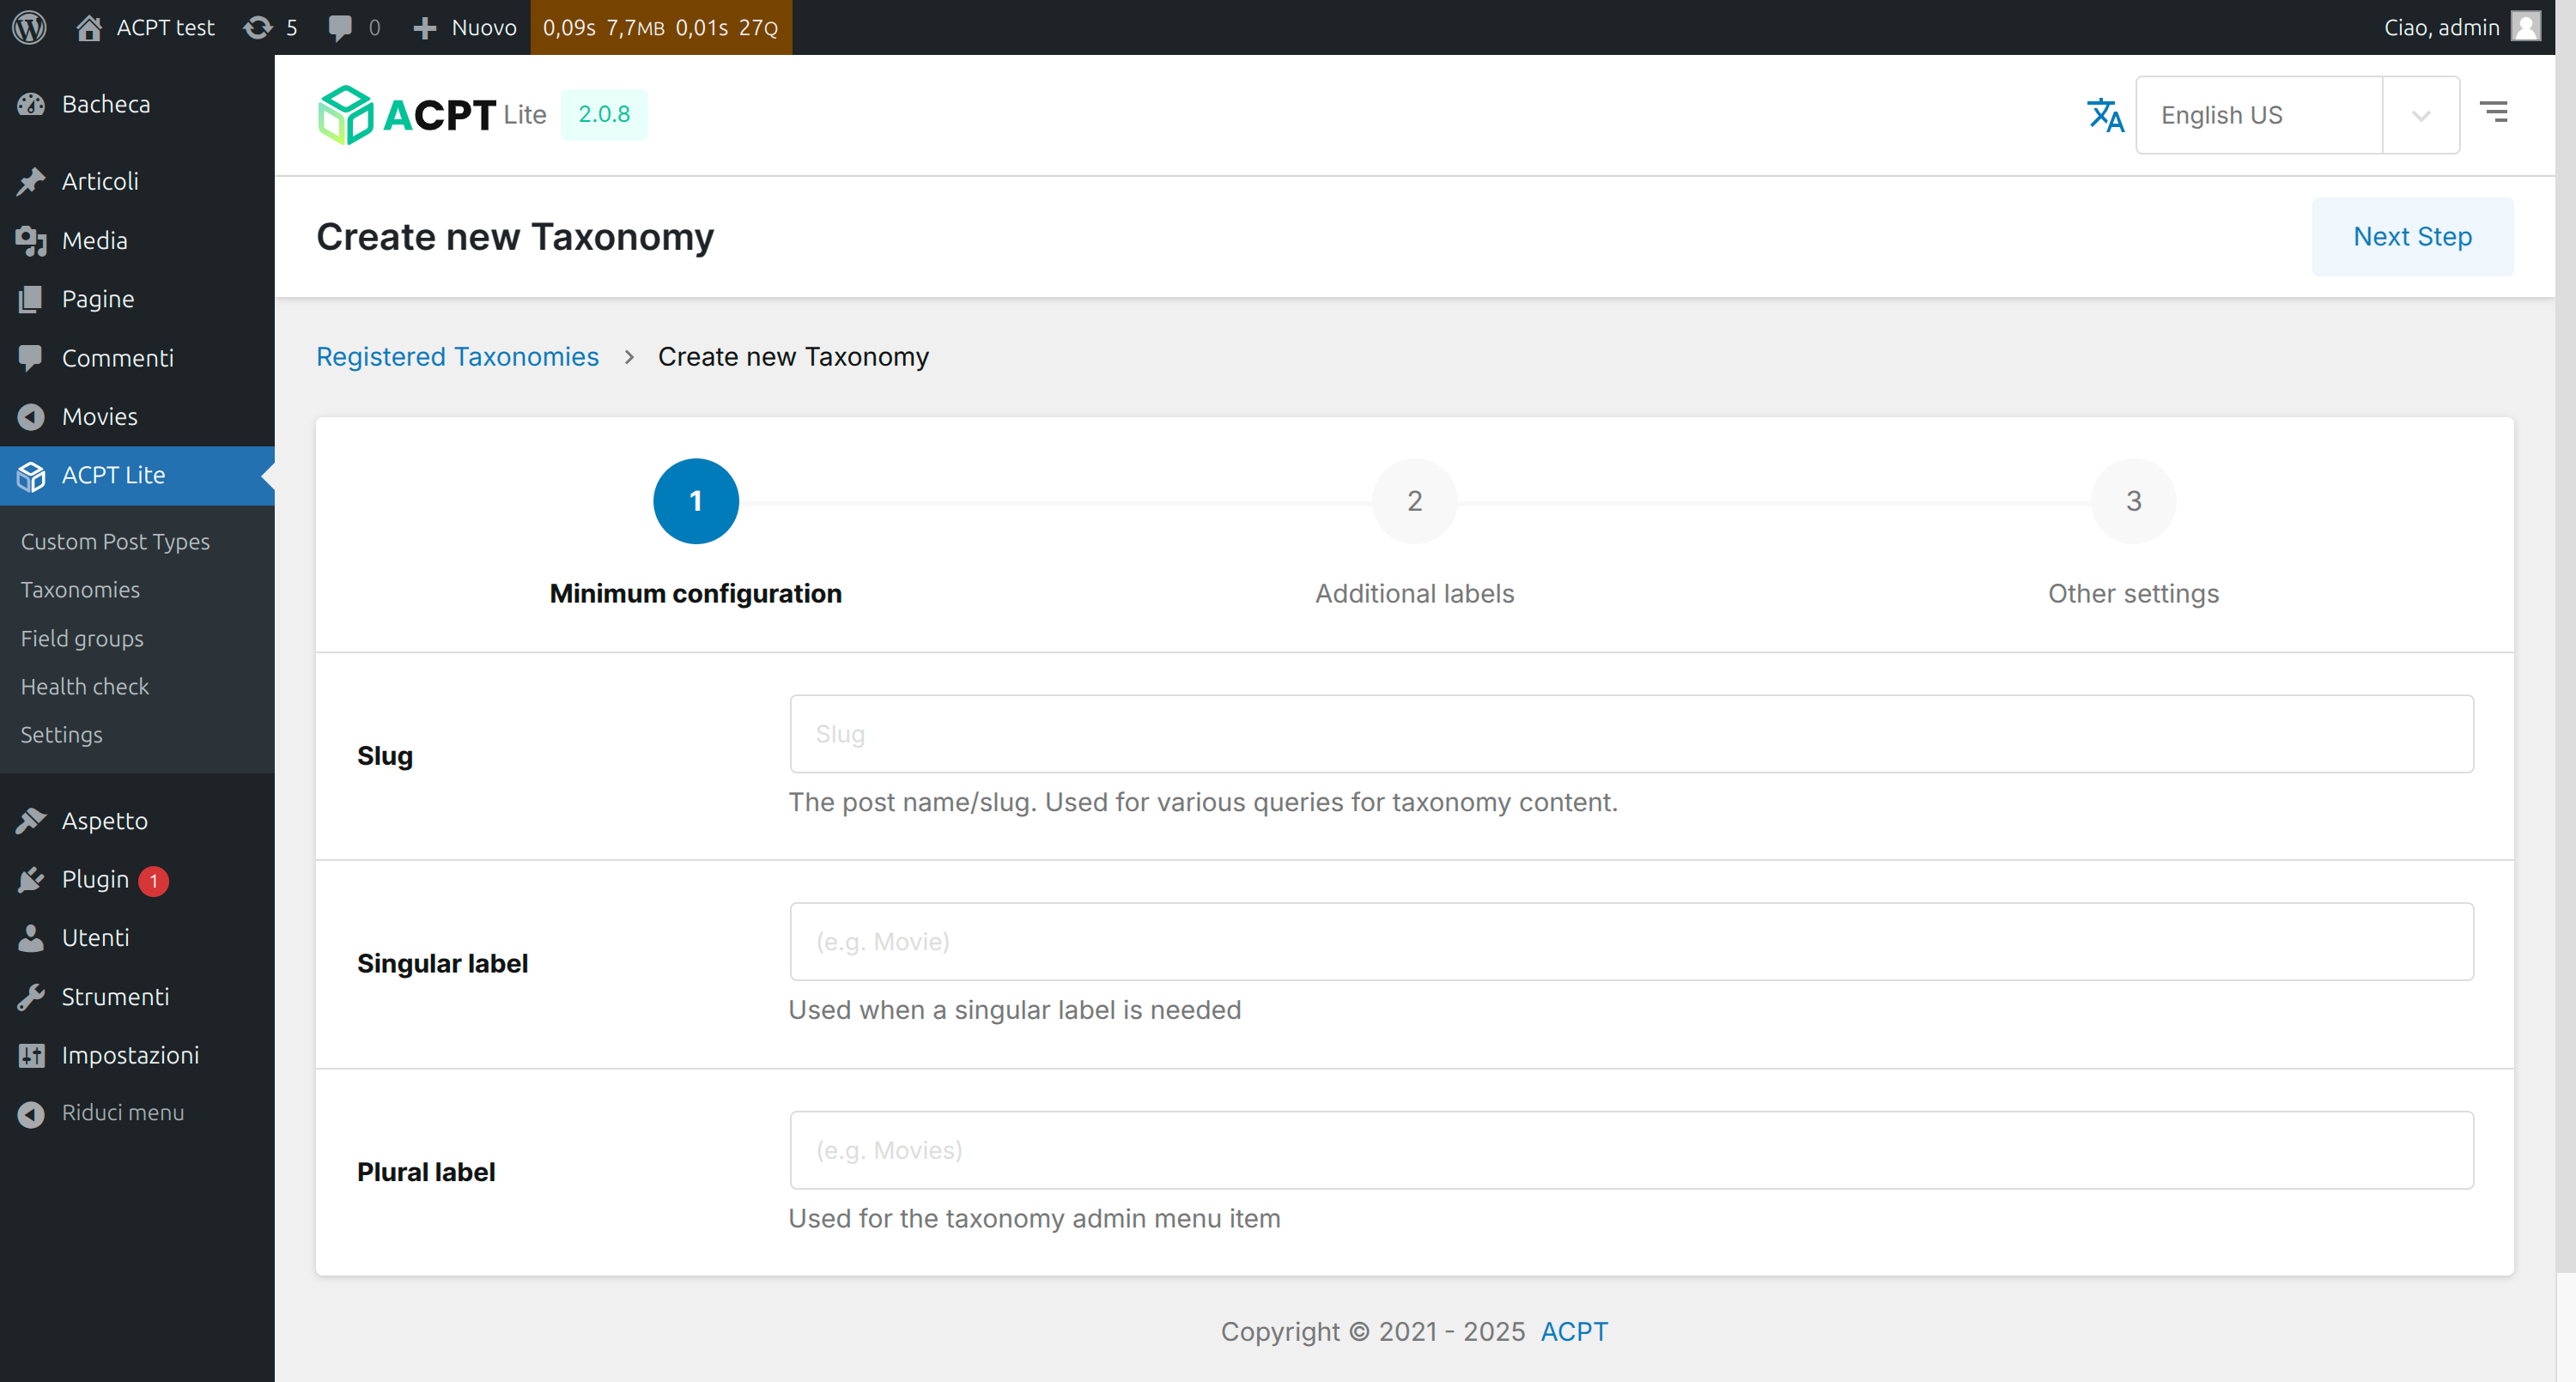 ACPT test 5 0 Nuovo 0,09s 7,7MB 0,01s 27Q Ciao, admin
Bacheca
Articoli
Media
Pagine
Commenti
Movies
ACPT Lite
Custom Post Types
Taxonomies
Field groups
Health check
Settings
Aspetto
Plugin 1
Utenti
Strumenti
Impostazioni
Riduci menu
ACPT Lite 2.0.8 English US
Create new Taxonomy Next Step
Registered Taxonomies > Create new Taxonomy
1 2 3
Minimum configuration Additional labels Other settings
Slug
Slug
The post name/slug. Used for various queries for taxonomy content.
Singular label
(e.g. Movie)
Used when a singular label is needed
Plural label
(e.g. Movies)
Used for the taxonomy admin menu item
Copyright © 2021 - 2025 ACPT